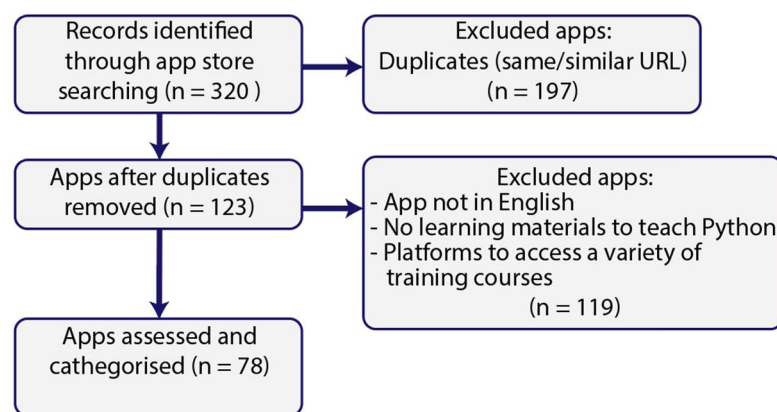 Records identified
through app store
searching (n = 320 )
Excluded apps:
Duplicates (same/similar URL)
(n = 197)
Apps after duplicates
removed (n = 123)
Excluded apps:
- App not in English
- No learning materials to teach Python
- Platforms to access a variety of
training courses
(n = 119)
Apps assessed and
cathegorised (n = 78)